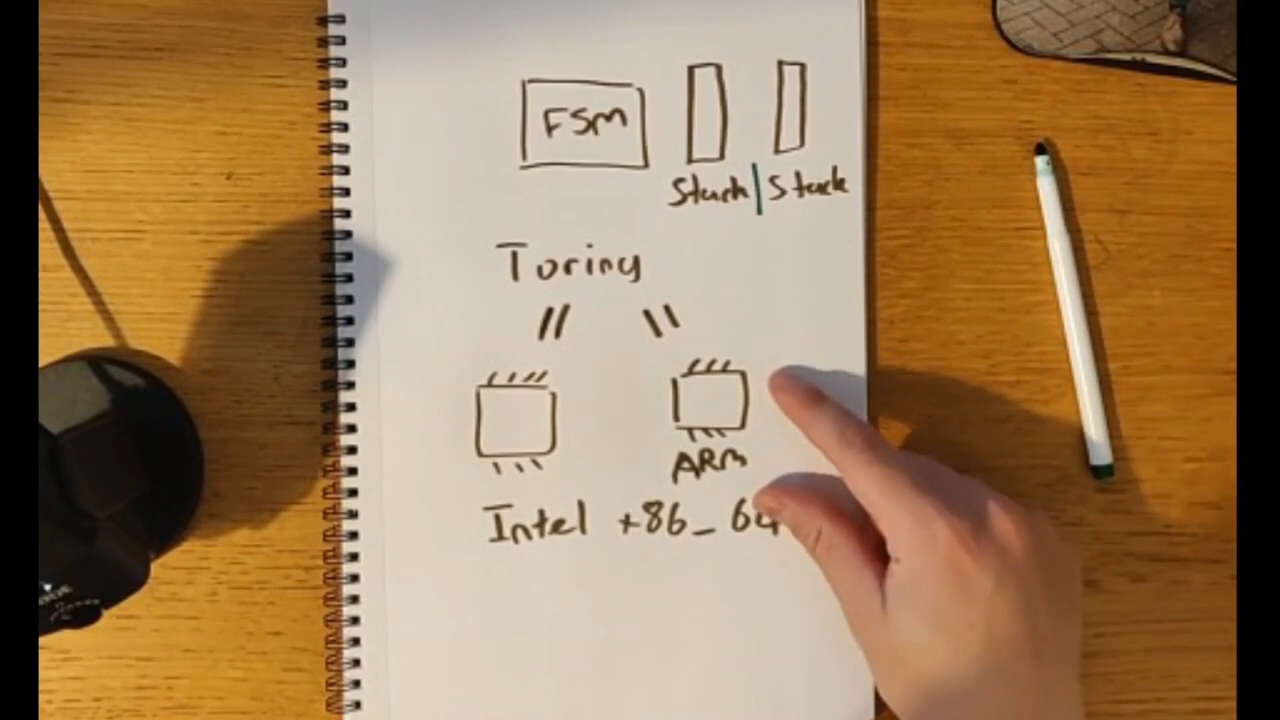 FSM
Stack | Stack
Turing
ARM
Intel x86_64